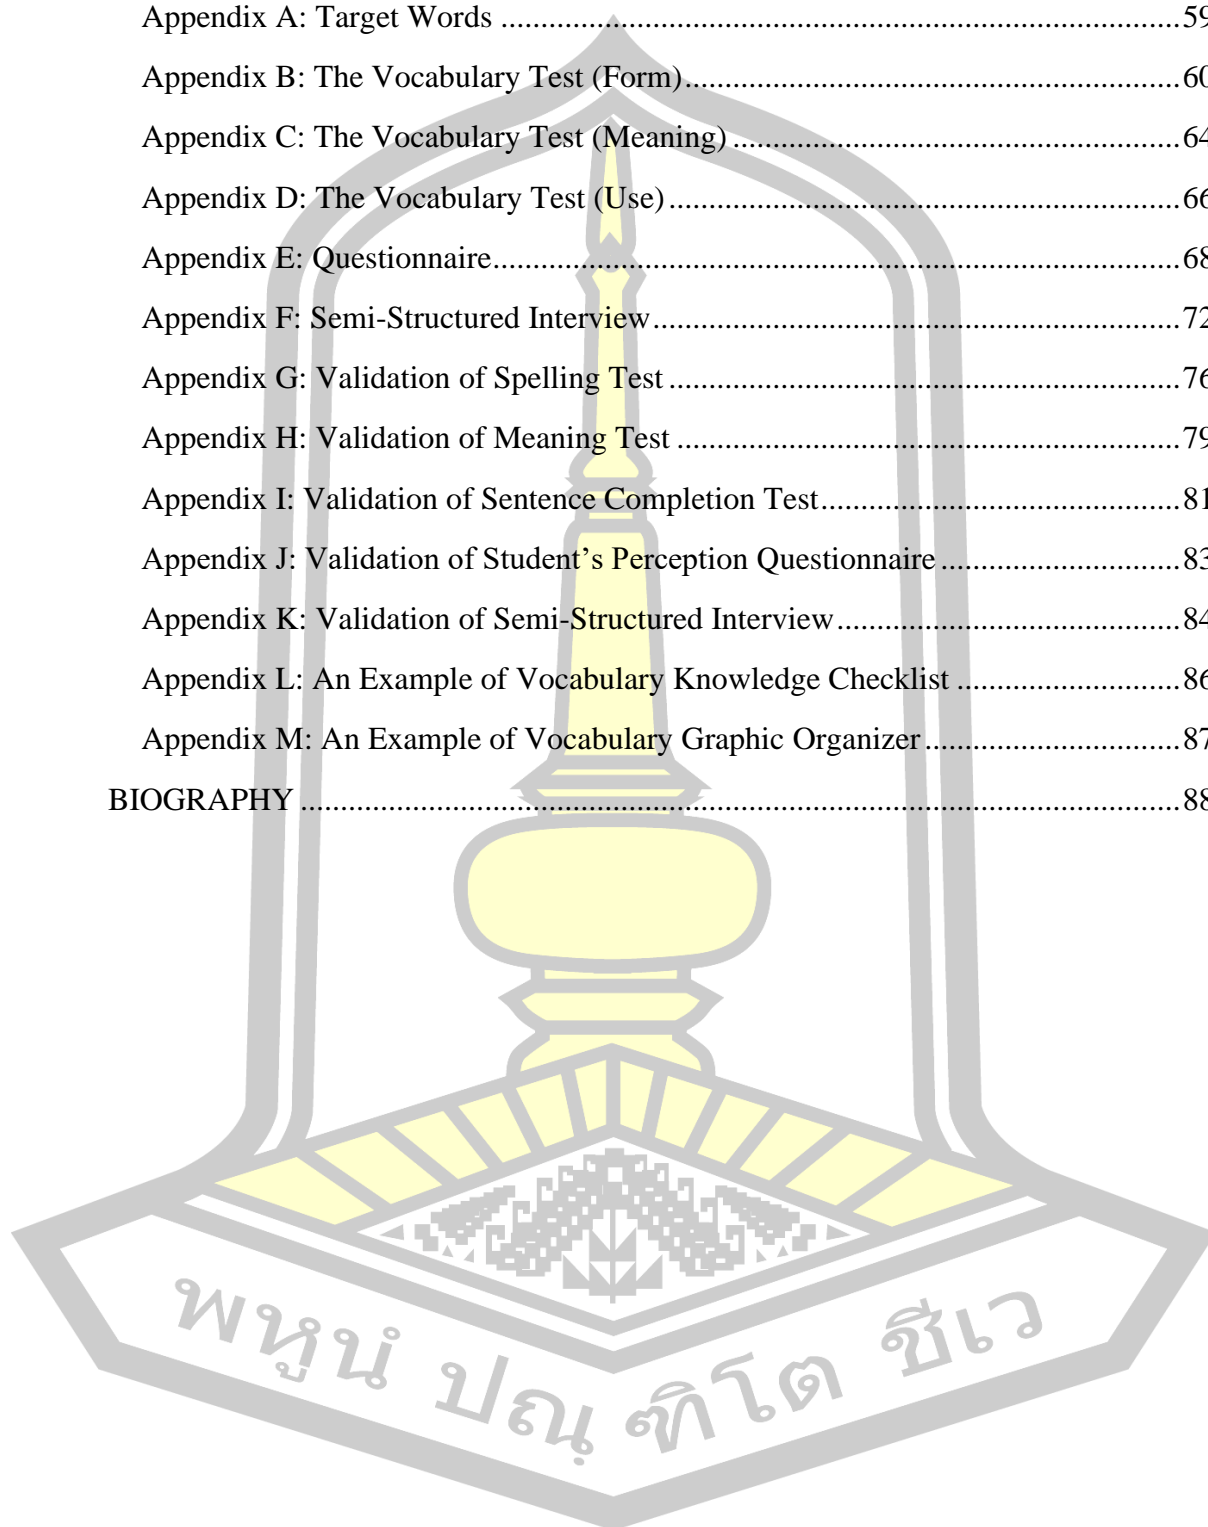 Appendix A: Target Words ........................................................................................59
Appendix B: The Vocabulary Test (Form)................................................................60
Appendix C: The Vocabulary Test (Meaning) ..........................................................64
Appendix D: The Vocabulary Test (Use) ..................................................................66
Appendix E: Questionnaire........................................................................................68
Appendix F: Semi-Structured Interview....................................................................72
Appendix G: Validation of Spelling Test ..................................................................76
Appendix H: Validation of Meaning Test .................................................................79
Appendix I: Validation of Sentence Completion Test...............................................81
Appendix J: Validation of Student’s Perception Questionnaire ................................83
Appendix K: Validation of Semi-Structured Interview.............................................84
Appendix L: An Example of Vocabulary Knowledge Checklist ..............................86
Appendix M: An Example of Vocabulary Graphic Organizer..................................87
BIOGRAPHY ...............................................................................................................88
พหูนํ ปณฺฑิโต ชีเว